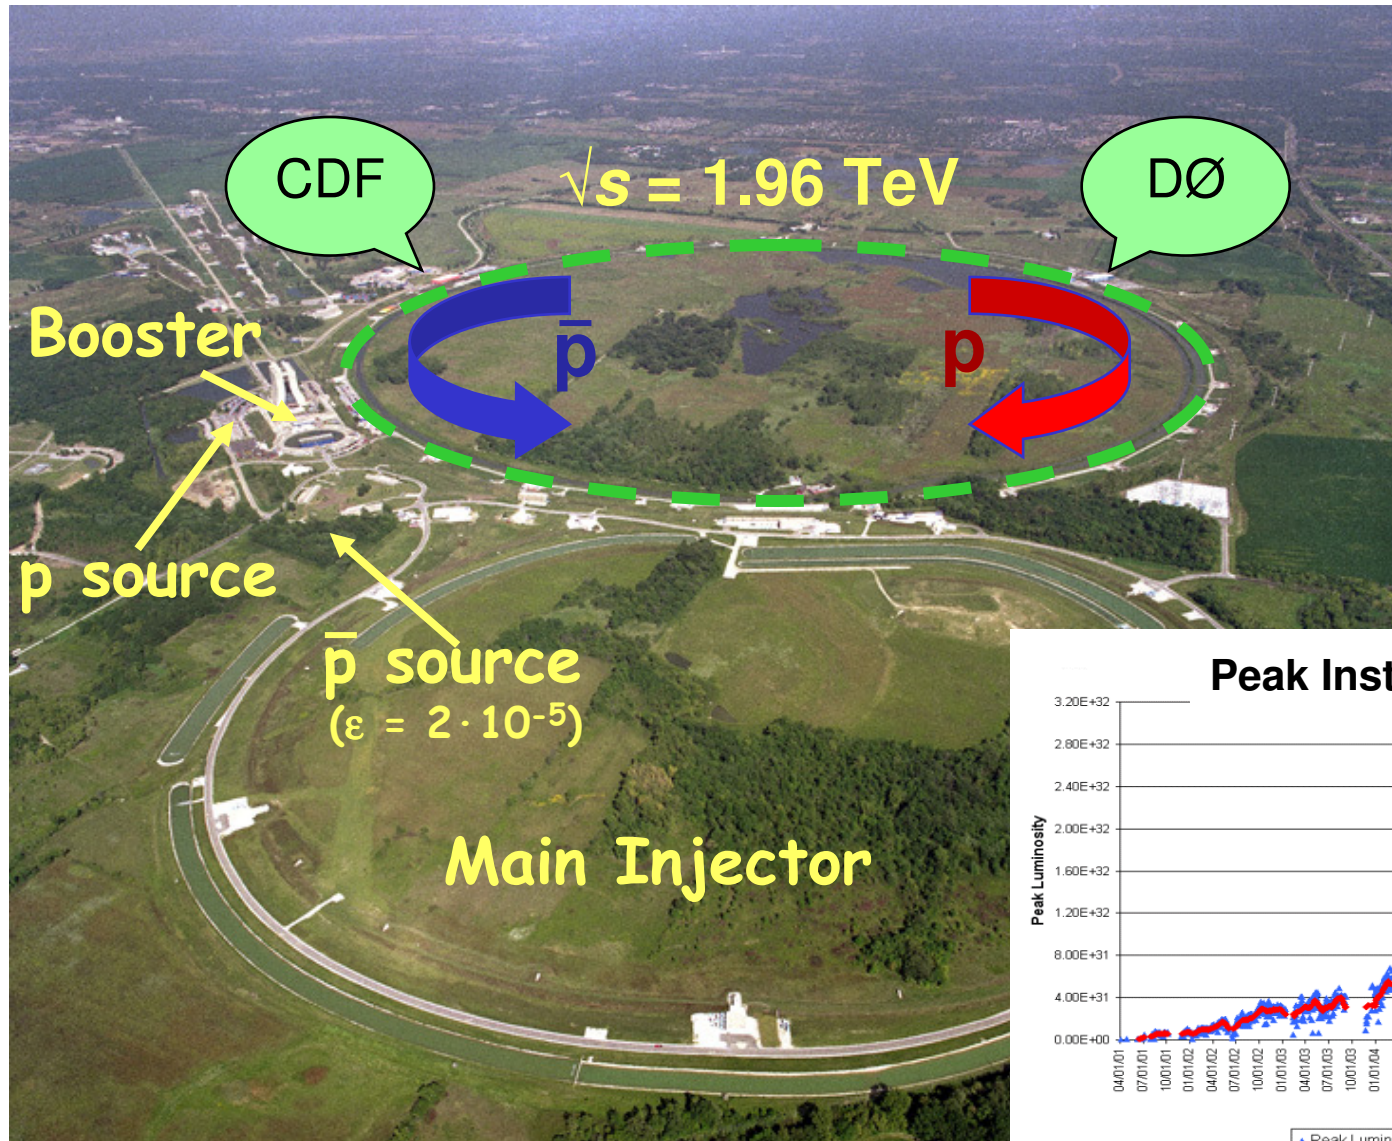 CDF
√s = 1.96 TeV
DØ
Booster
p̄
p
p source
p̄ source
(ε = 2·10⁻⁵)
Main Injector
Peak Inst
3.20E+32
2.80E+32
2.40E+32
2.00E+32
1.60E+32
1.20E+32
8.00E+31
4.00E+31
0.00E+00
Peak Luminosity
04/01/01
07/01/01
10/01/01
01/01/02
04/01/02
07/01/02
10/01/02
01/01/03
04/01/03
07/01/03
10/01/03
01/01/04
Peak Lumin